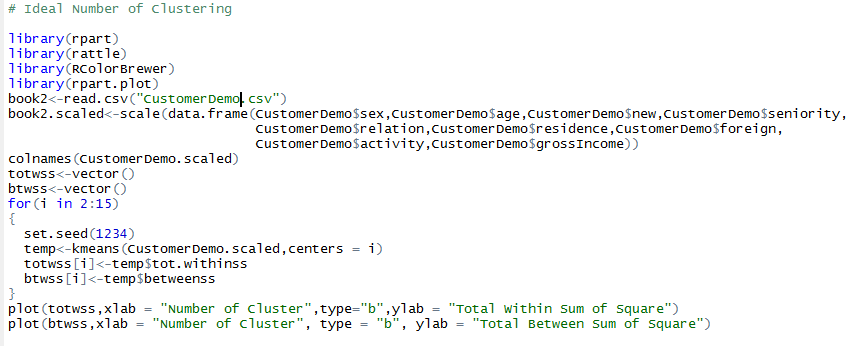 # Ideal Number of Clustering
library(rpart)
library(rattle)
library(RColorBrewer)
library(rpart.plot)
book2<-read.csv("CustomerDemo.csv")
book2.scaled<-scale(data.frame(CustomerDemo$sex,CustomerDemo$age,CustomerDemo$new,CustomerDemo$seniority,
CustomerDemo$relation,CustomerDemo$residence,CustomerDemo$foreign,
CustomerDemo$activity,CustomerDemo$grossIncome))
colnames(CustomerDemo.scaled)
totwss<-vector()
btwss<-vector()
for(i in 2:15)
{
set.seed(1234)
temp<-kmeans(CustomerDemo.scaled,centers = i)
totwss[i]<-temp$tot.withinss
btwss[i]<-temp$betweenss
}
plot(totwss,xlab = "Number of Cluster",type="b",ylab = "Total Within Sum of Square")
plot(btwss,xlab = "Number of Cluster", type = "b", ylab = "Total Between Sum of Square")